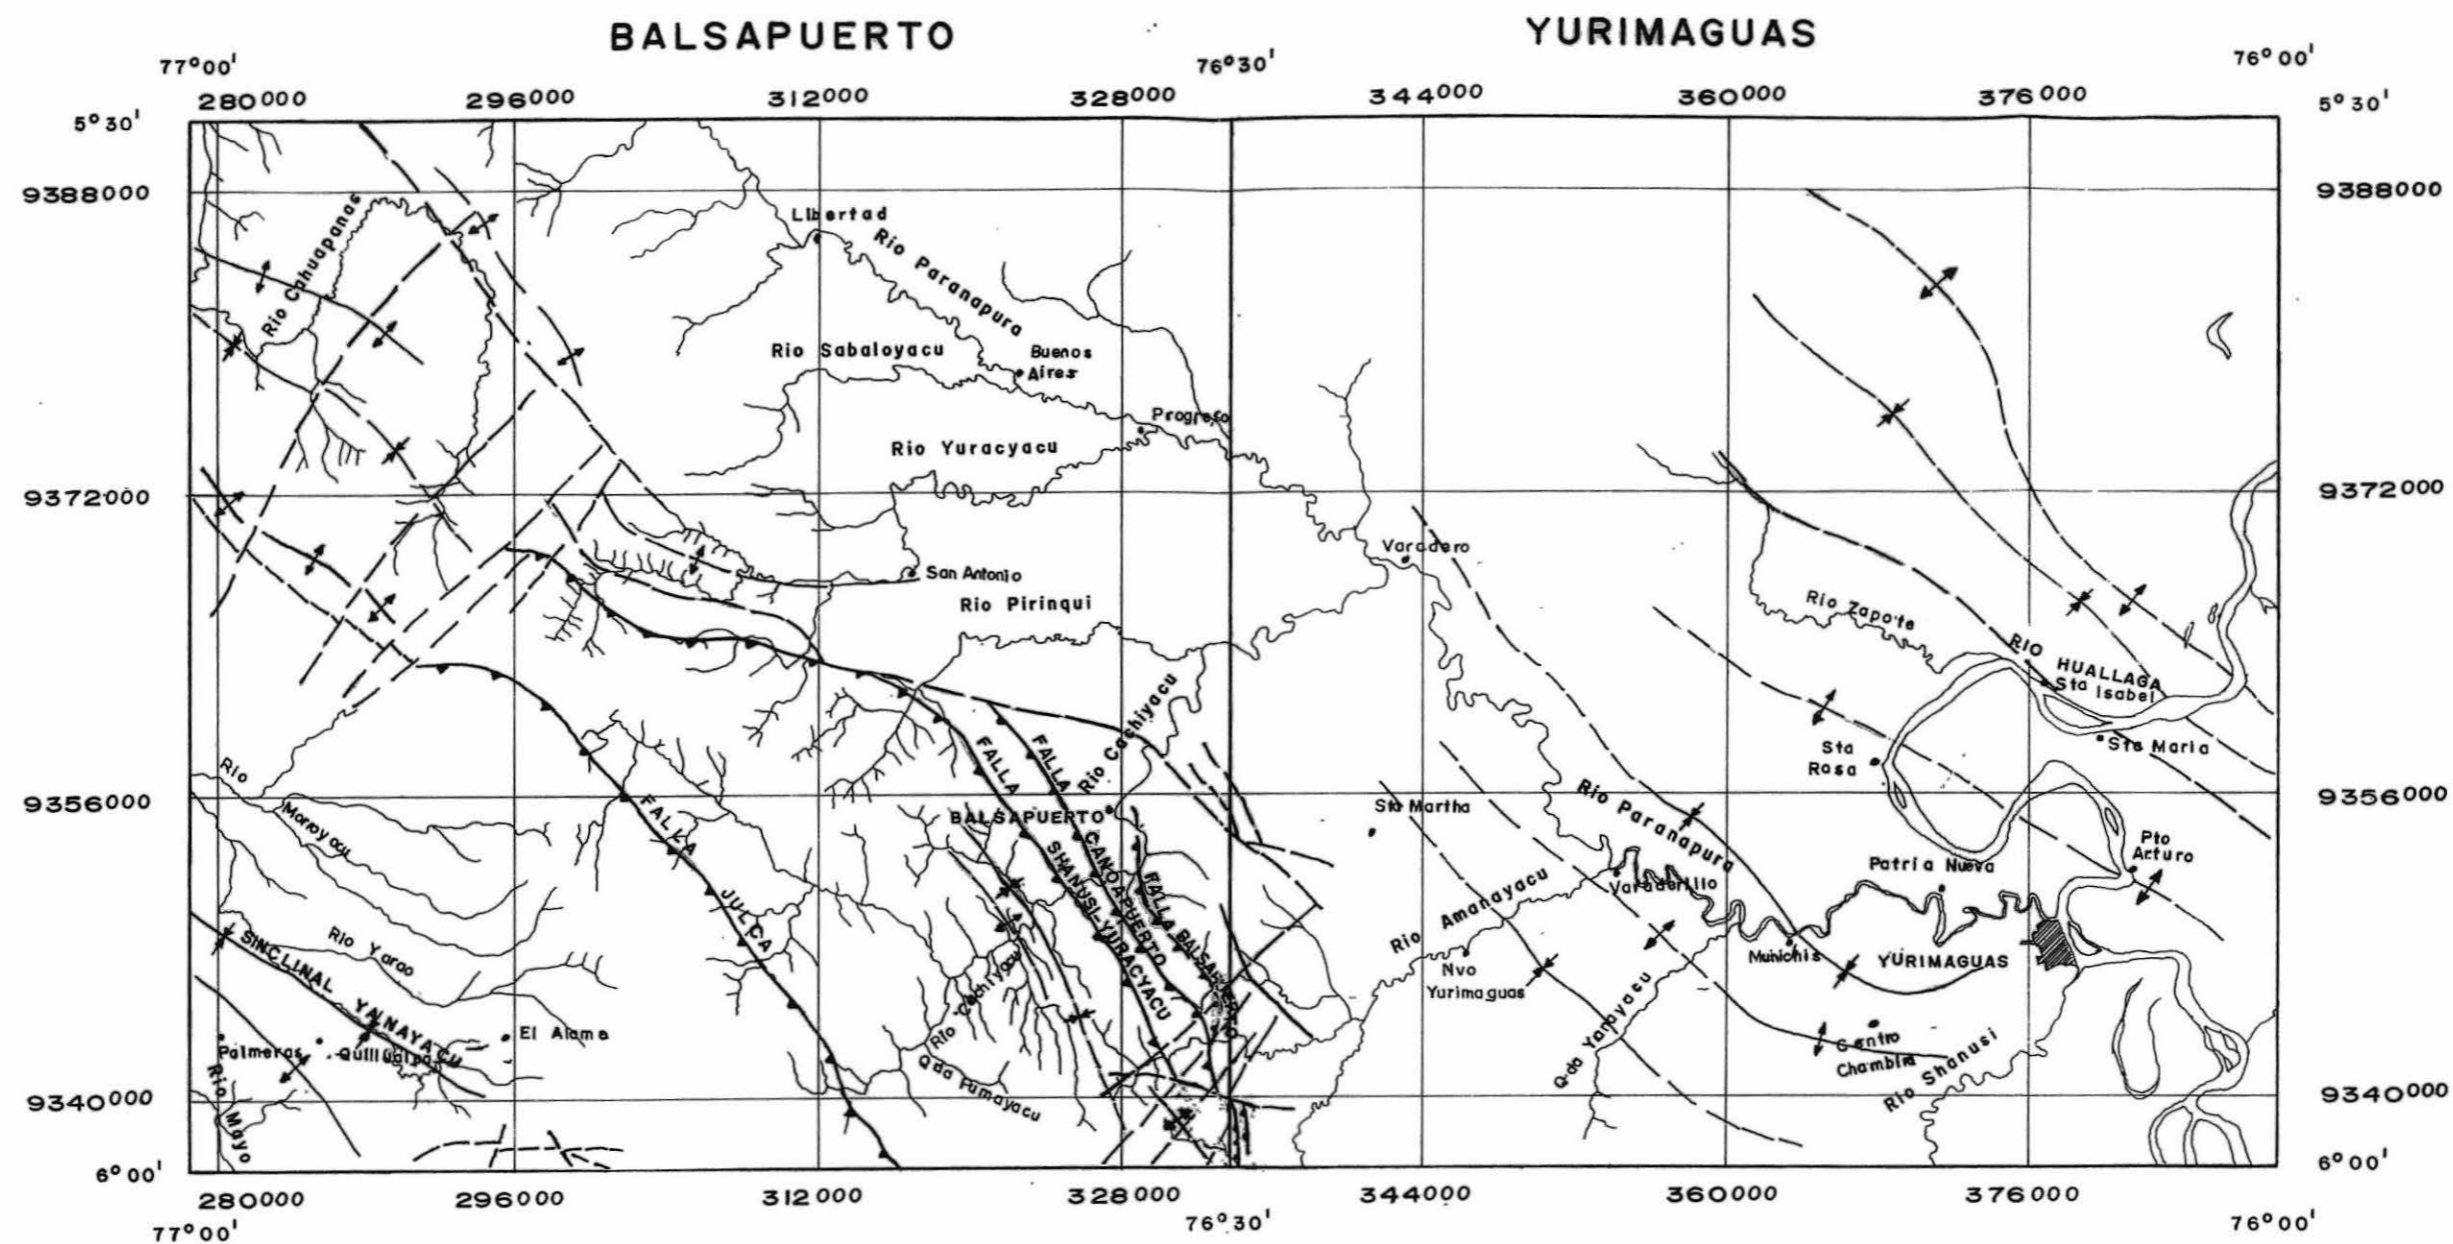 BALSAPUERTO
YURIMAGUAS
77°00'
76°30'
76°00'
280000
296000
312000
328000
344000
360000
376000
5°30'
5°30'
9388000
9388000
Libertad
Rio Cahuapanas
Rio Paranapura
Rio Sabaloyacu
Buenos
Aires
Progreso
Rio Yuracyacu
9372000
9372000
Varadero
San Antonio
Rio Pirinqui
Rio Zapote
RIO HUALLAGA
Sta Isabel
Rio Cachiyacu
Sta Maria
Sta
Rosa
FALLA
FALLA
Rio
Morroyacu
9356000
9356000
FALLA
JULCA
BALSAPUERTO
Sta Martha
Rio Paranapura
Pto
Arturo
Patria Nueva
SHANUSI-YURACYACU
CANOAPUERTO
FALLA BALSAPUERTO
Varaderillo
Rio Amanayacu
Rio Yarao
SINCLINAL YANAYACU
Munichis
YURIMAGUAS
Nvo
Yurimaguas
Rio Cachiyacu
Qda Yanayacu
El Alamo
Palmeras
Centro
Chambira
Rio Shanusi
Qda Fumayacu
Rio Mayo
9340000
9340000
6°00'
6°00'
280000
296000
312000
328000
344000
360000
376000
77°00'
76°30'
76°00'